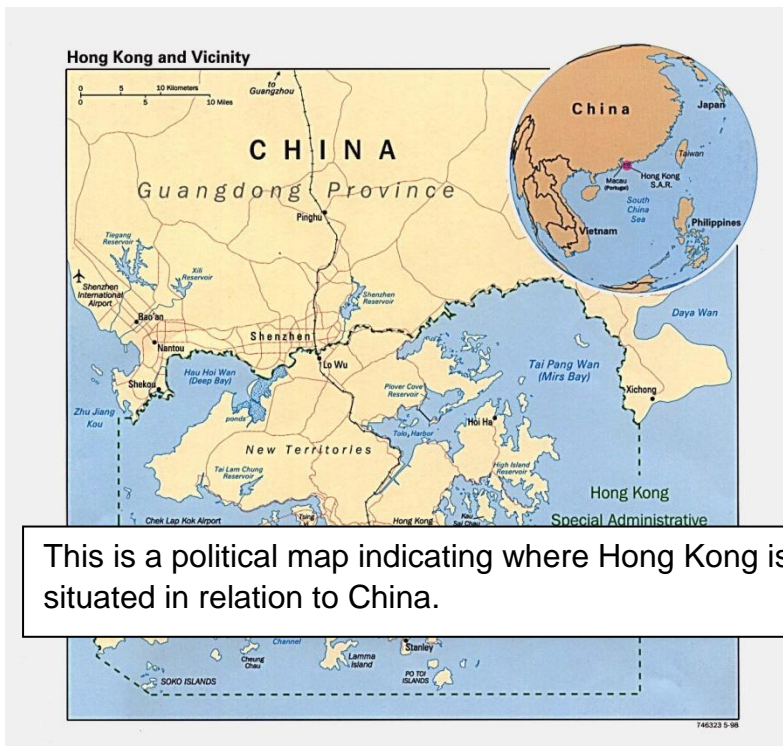 Hong Kong and Vicinity
0 5 10 Kilometers
0 5 10 Miles
to
Guangzhou
CHINA
Guangdong Province
Pinghu
Tiegang
Reservoir
Xili
Reservoir
Shenzhen
International
Airport
Bao'an
Nantou
Shekou
Shenzhen
Shenzhen
Reservoir
Lo Wu
Hau Hoi Wan
(Deep Bay)
Zhu Jiang
Kou
ponds
Plover Cove
Reservoir
Tolo Harbor
Hoi Ha
Tai Pang Wan
(Mirs Bay)
Daya Wan
Xichong
New Territories
Tai Lam Chung
Reservoir
High Island
Reservoir
Chek Lap Kok Airport
Tsing
Hong Kong
Kau
Sai Chau
Hong Kong
Special Administrative
China
Japan
Taiwan
Macau
(Portugal)
Hong Kong
S.A.R.
South
China
Sea
Vietnam
Philippines
This is a political map indicating where Hong Kong is
situated in relation to China.
Channel
Cheung
Chau
Lamma
Island
Stanley
SOKO ISLANDS
PO TOI
ISLANDS
746323 5-98